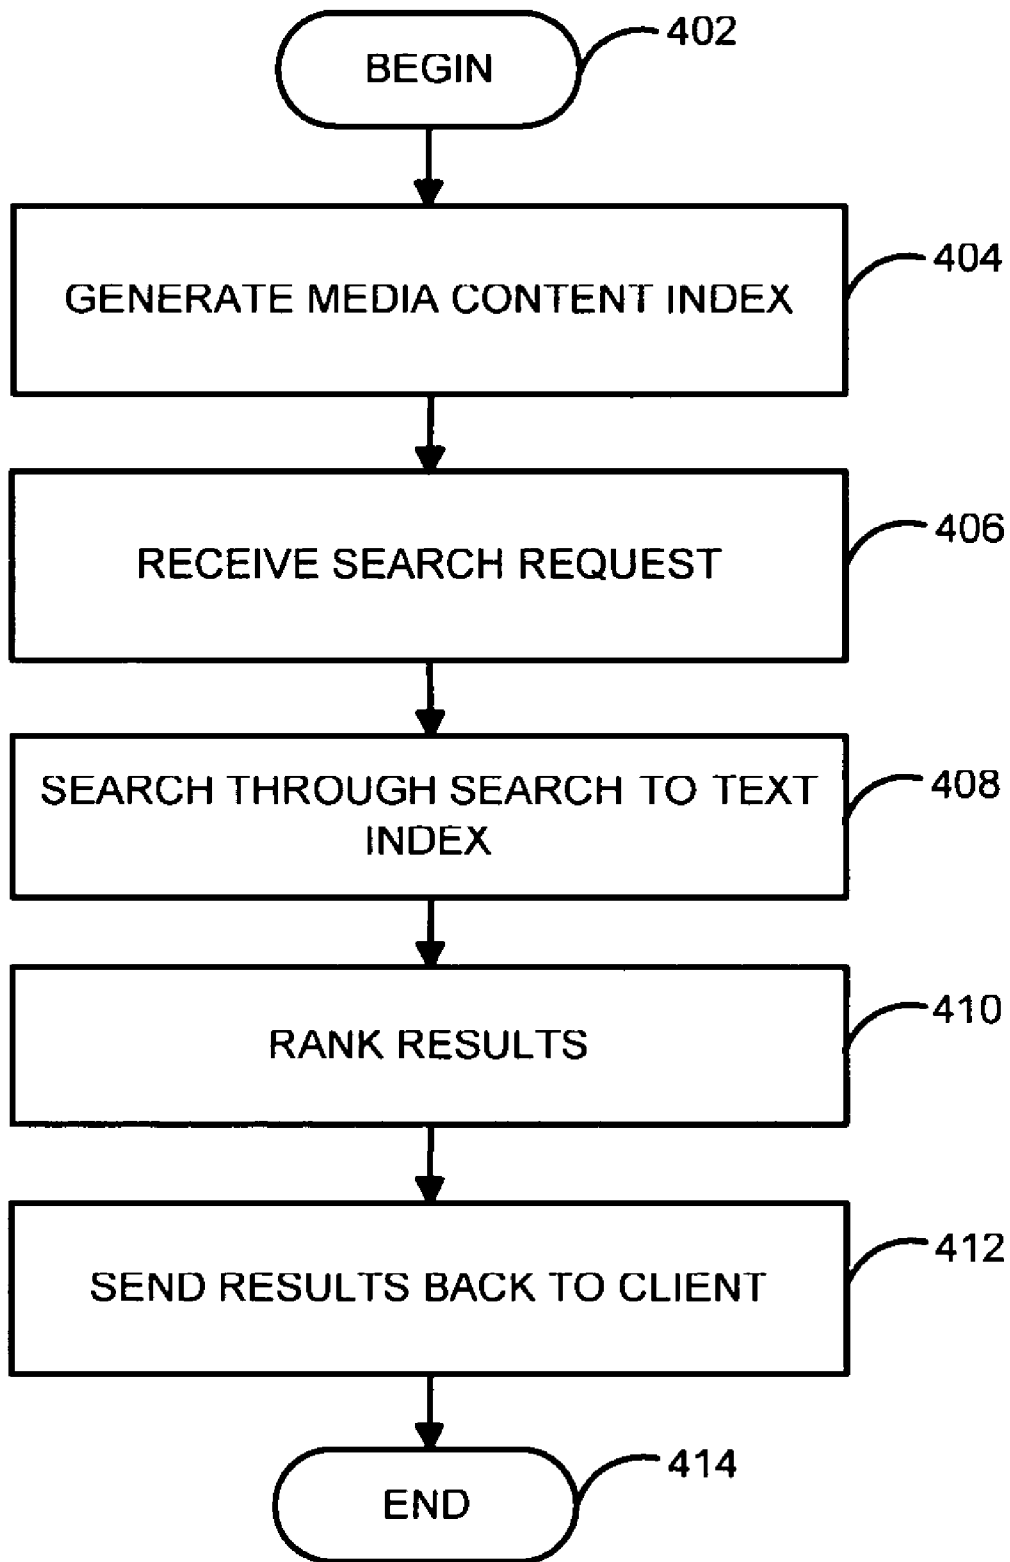 BEGIN
402
GENERATE MEDIA CONTENT INDEX
404
RECEIVE SEARCH REQUEST
406
SEARCH THROUGH SEARCH TO TEXT
INDEX
408
RANK RESULTS
410
SEND RESULTS BACK TO CLIENT
412
END
414